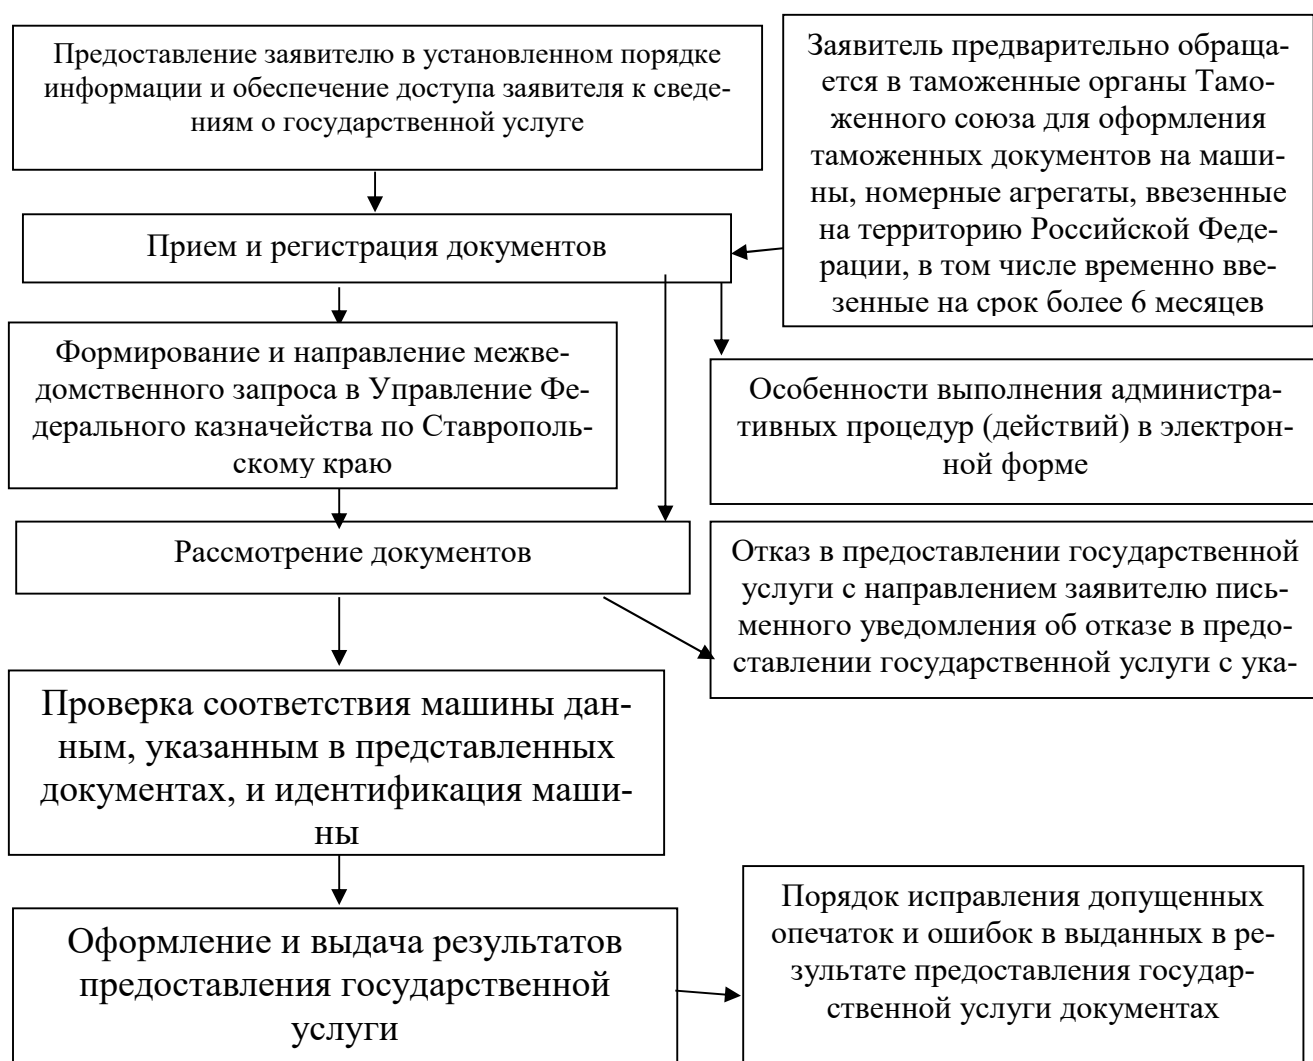 Предоставление заявителю в установленном порядке
информации и обеспечение доступа заявителя к сведе-
ниям о государственной услуге
Заявитель предварительно обраща-
ется в таможенные органы Тамо-
женного союза для оформления
таможенных документов на маши-
ны, номерные агрегаты, ввезенные
на территорию Российской Феде-
рации, в том числе временно вве-
зенные на срок более 6 месяцев
Прием и регистрация документов
Формирование и направление межве-
домственного запроса в Управление Фе-
дерального казначейства по Ставрополь-
скому краю
Особенности выполнения администра-
тивных процедур (действий) в электрон-
ной форме
Рассмотрение документов
Отказ в предоставлении государственной
услуги с направлением заявителю пись-
менного уведомления об отказе в предо-
ставлении государственной услуги с ука-
Проверка соответствия машины дан-
ным, указанным в представленных
документах, и идентификация маши-
ны
Оформление и выдача результатов
предоставления государственной
услуги
Порядок исправления допущенных
опечаток и ошибок в выданных в ре-
зультате предоставления государ-
ственной услуги документах